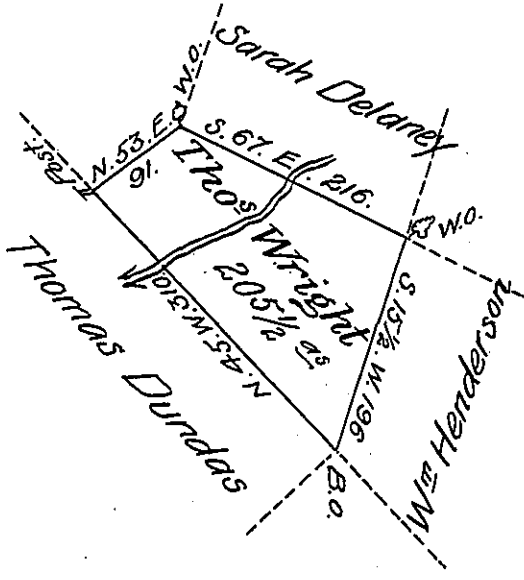 Sarah Delaney
W.O.
N. 53. E.
91.
Post.
S. 67. E. 216.
W.O.
Thoˢ Wright
205½ aˢ
S. 15½. W. 196
N. 45. W. 310.
B.O.
Thomas Dundas
Wᵐ Henderson